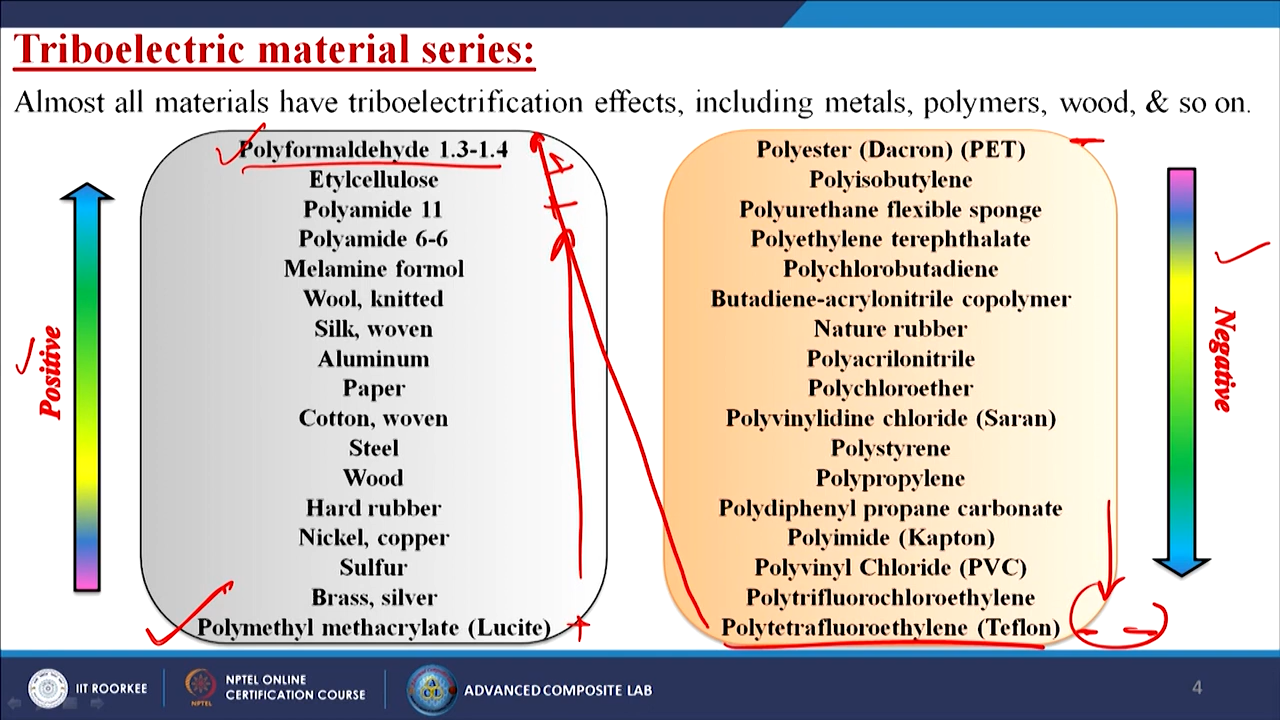 Triboelectric material series:
Almost all materials have triboelectrification effects, including metals, polymers, wood, & so on.
Positive
Polyformaldehyde 1.3-1.4
Etylcellulose
Polyamide 11
Polyamide 6-6
Melamine formol
Wool, knitted
Silk, woven
Aluminum
Paper
Cotton, woven
Steel
Wood
Hard rubber
Nickel, copper
Sulfur
Brass, silver
Polymethyl methacrylate (Lucite)
Polyester (Dacron) (PET)
Polyisobutylene
Polyurethane flexible sponge
Polyethylene terephthalate
Polychlorobutadiene
Butadiene-acrylonitrile copolymer
Nature rubber
Polyacrilonitrile
Polychloroether
Polyvinylidine chloride (Saran)
Polystyrene
Polypropylene
Polydiphenyl propane carbonate
Polyimide (Kapton)
Polyvinyl Chloride (PVC)
Polytrifluorochloroethylene
Polytetrafluoroethylene (Teflon)
Negative
IIT ROORKEE
NPTEL ONLINE
CERTIFICATION COURSE
NPTEL
ADVANCED COMPOSITE LAB
4